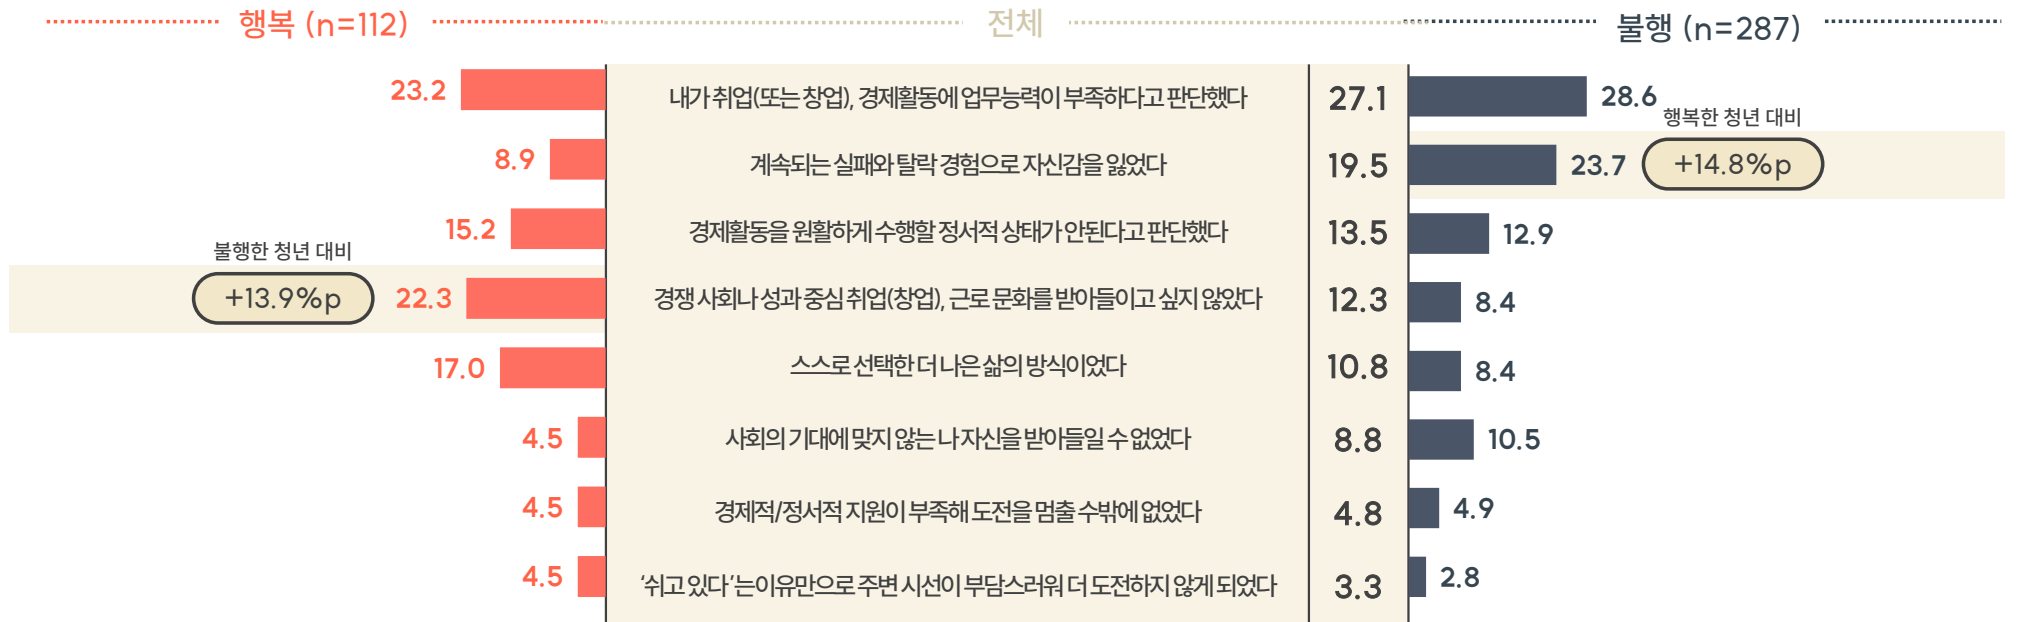 행복 (n=112) 전체 불행 (n=287)
23.2 내가 취업(또는 창업), 경제활동에 업무능력이 부족하다고 판단했다 27.1 28.6
행복한 청년 대비
8.9 계속되는 실패와 탈락 경험으로 자신감을 잃었다 19.5 23.7 +14.8%p
15.2 경제활동을 원활하게 수행할 정서적 상태가 안된다고 판단했다 13.5 12.9
불행한 청년 대비
+13.9%p 22.3 경쟁 사회나 성과 중심 취업(창업), 근로 문화를 받아들이고 싶지 않았다 12.3 8.4
17.0 스스로 선택한 더 나은 삶의 방식이었다 10.8 8.4
4.5 사회의 기대에 맞지 않는 나 자신을 받아들일 수 없었다 8.8 10.5
4.5 경제적/정서적 지원이 부족해 도전을 멈출 수밖에 없었다 4.8 4.9
4.5 ‘쉬고 있다’는 이유만으로 주변 시선이 부담스러워 더 도전하지 않게 되었다 3.3 2.8